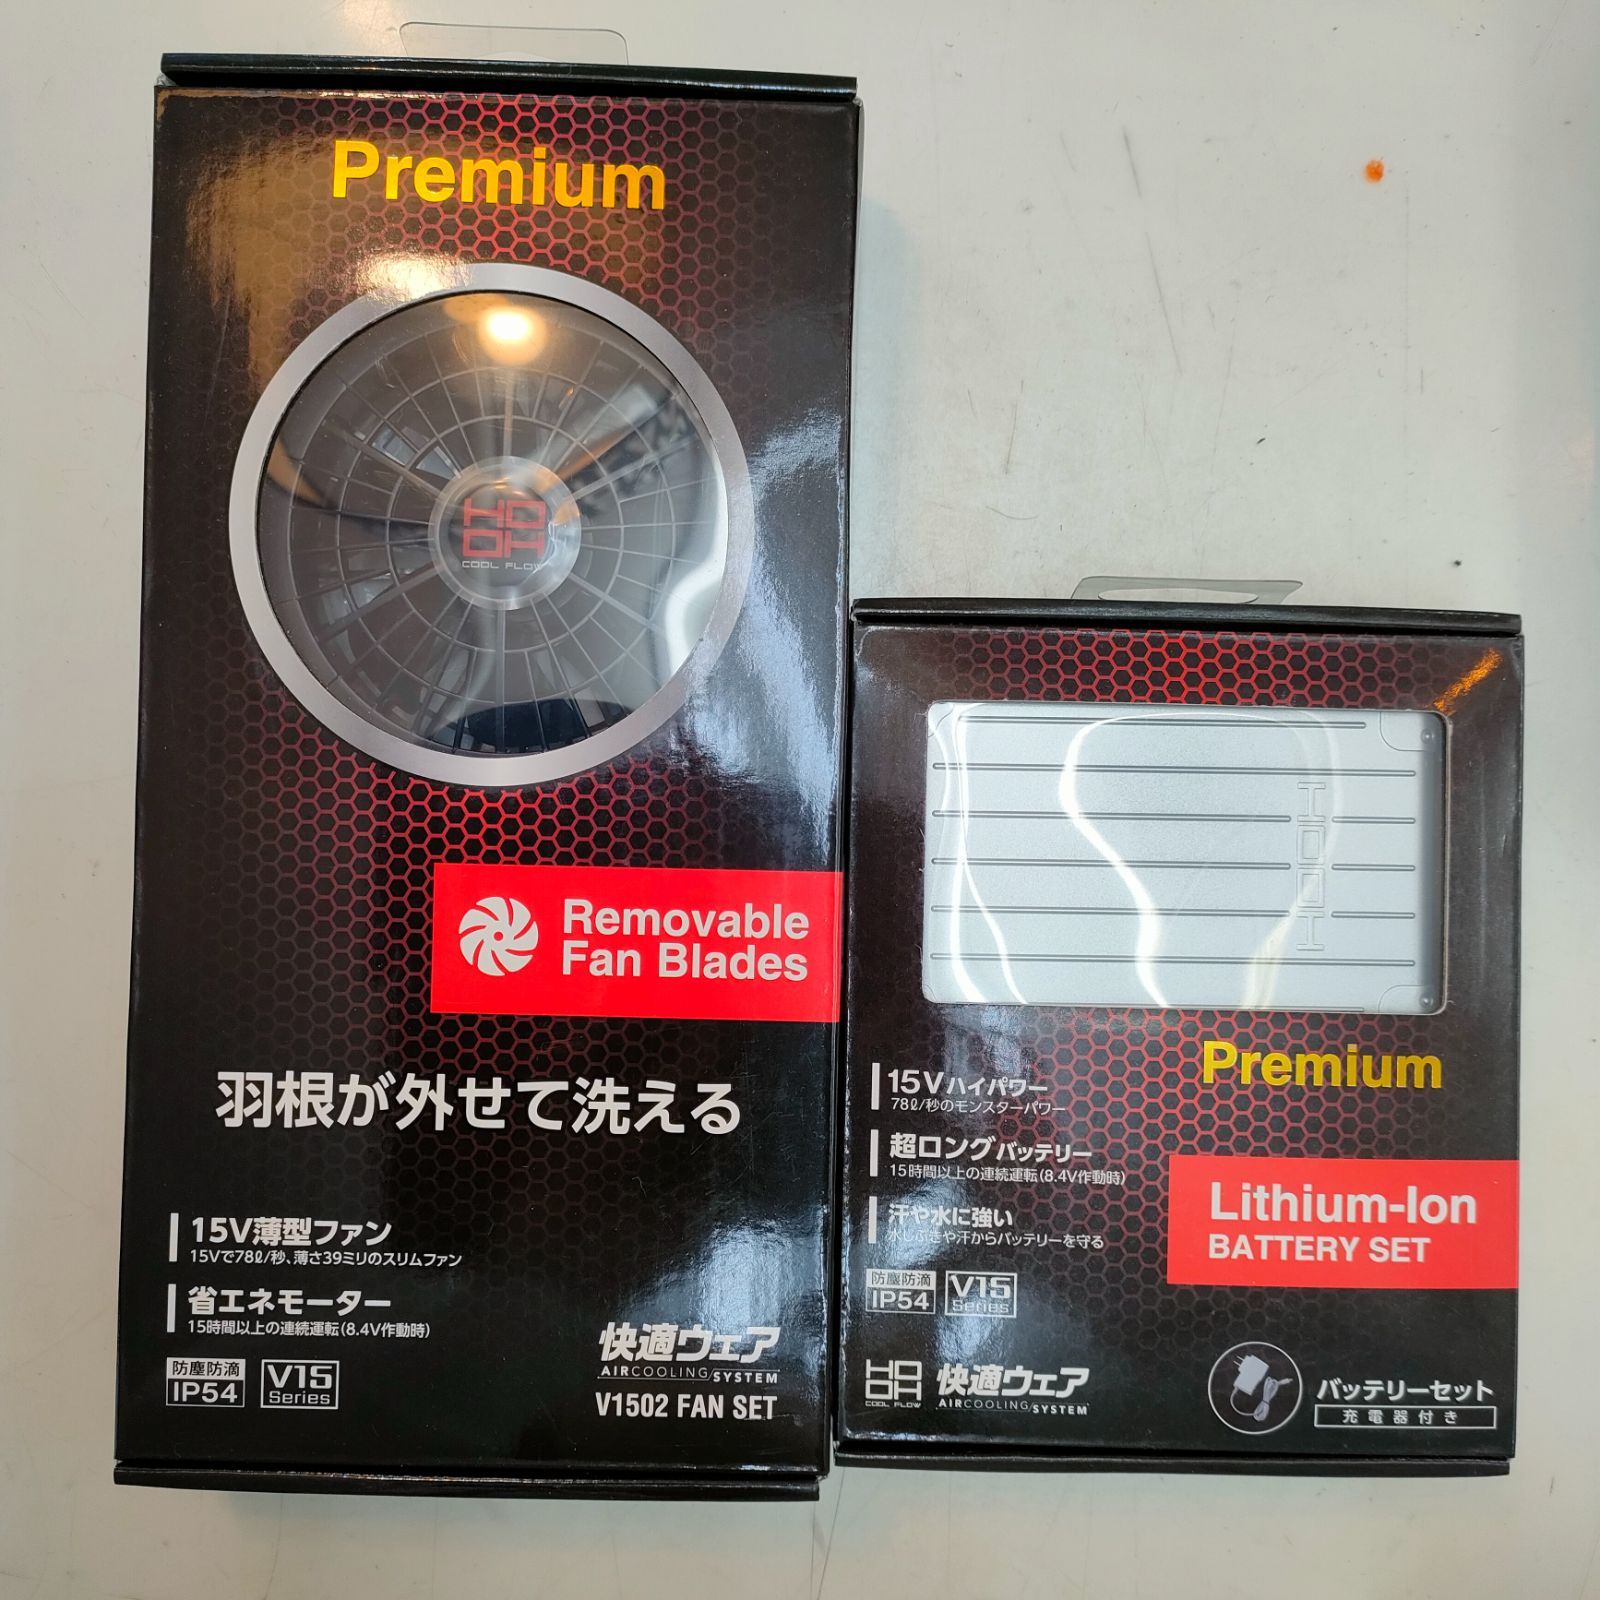 Premium
HO
OH
COOL FLOW
Removable
Fan Blades
羽根が外せて洗える
15V薄型ファン
15Vで78ℓ/秒、薄さ39ミリのスリムファン
省エネモーター
15時間以上の連続運転(8.4V作動時)
防塵防滴
IP54
V15
Series
快適ウェア
AIRCOOLING/SYSTEM
V1502 FAN SET
HOOH
Premium
15Vハイパワー
78ℓ/秒のモンスターパワー
超ロングバッテリー
15時間以上の連続運転(8.4V作動時)
汗や水に強い
水しぶきや汗からバッテリーを守る
Lithium-Ion
BATTERY SET
防塵防滴
IP54
V15
Series
HO
OH
COOL FLOW
快適ウェア
AIRCOOLING/SYSTEM
バッテリーセット
充電器付き